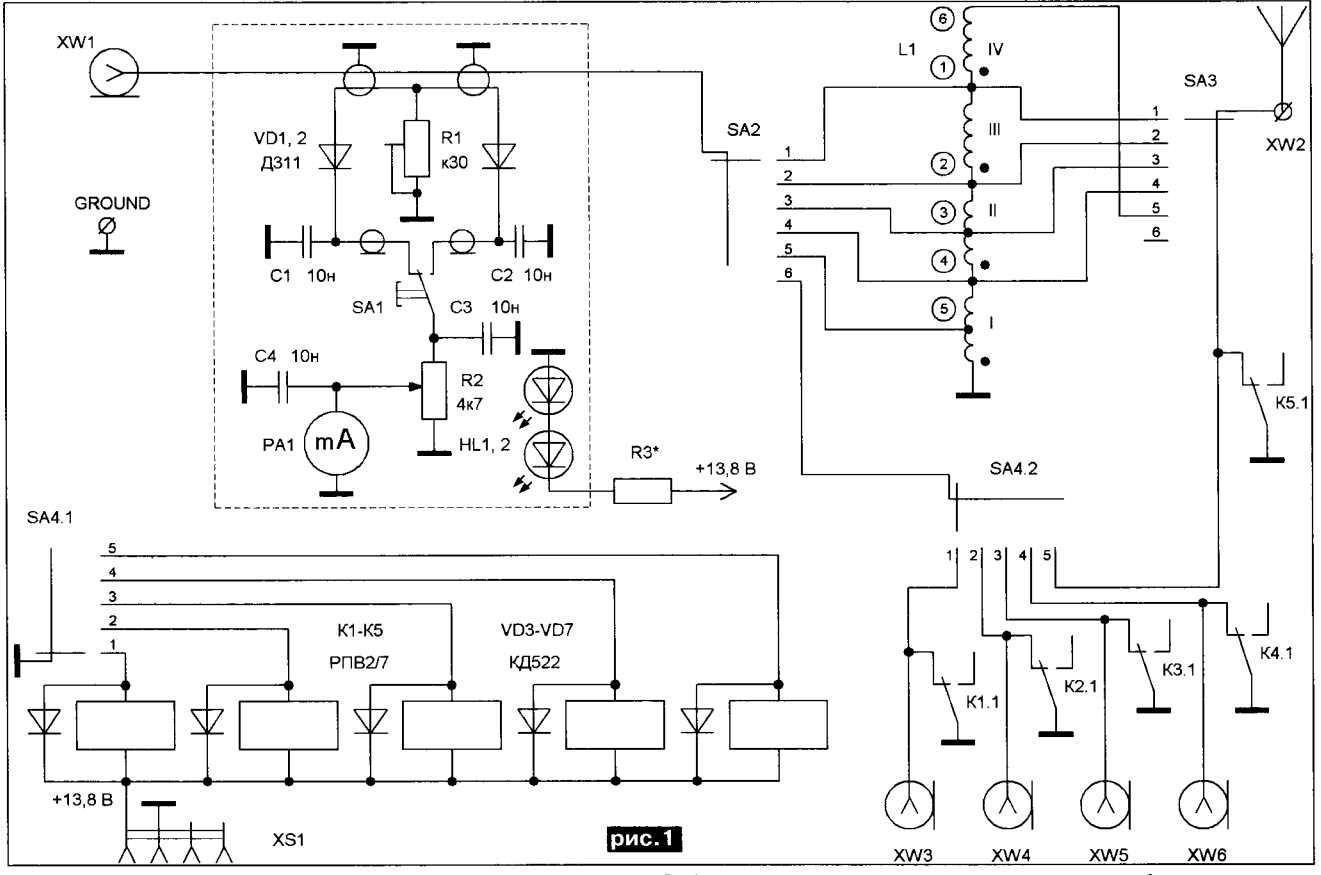 XW1
VD1, 2
Д311
R1
к30
GROUND
C1 10н
C2 10н
SA1
C3 10н
C4 10н
R2
4к7
PA1
mA
HL1, 2
R3*
+13,8 В
SA2
1
2
3
4
5
6
L1
6
IV
1
III
2
3
II
4
5
I
SA3
1
2
3
4
5
6
XW2
K5.1
SA4.2
1 2 3 4 5
K1.1
K2.1
K3.1
K4.1
XW3 XW4 XW5 XW6
SA4.1
5
4
3
2
1
К1-К5
РПВ2/7
VD3-VD7
КД522
+13,8 В
XS1
рис.1